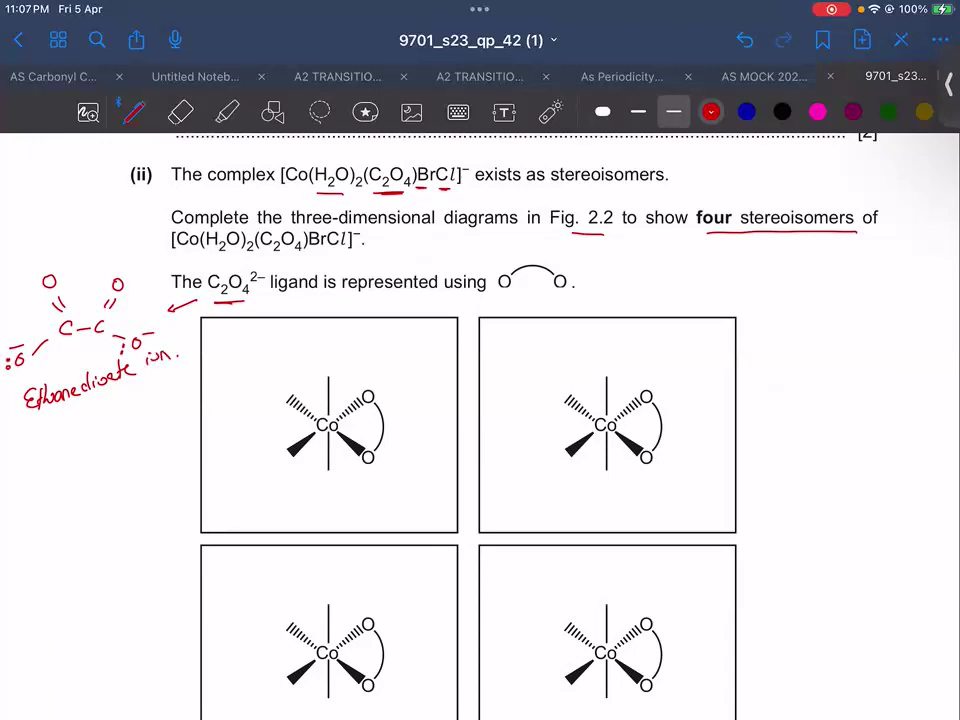 11:07 PM Fri 5 Apr
100%
9701_s23_qp_42 (1)
AS Carbonyl C...
Untitled Noteb...
A2 TRANSITIO...
A2 TRANSITIO...
As Periodicity...
AS MOCK 202...
9701_s23...
[2]
(ii) The complex [Co(H₂O)₂(C₂O₄)BrCl]⁻ exists as stereoisomers.
Complete the three-dimensional diagrams in Fig. 2.2 to show four stereoisomers of
[Co(H₂O)₂(C₂O₄)BrCl]⁻.
The C₂O₄²⁻ ligand is represented using O O.
O O
C – C
:O⁻ O⁻
Ethanedioate ion.
O
Co
O
O
Co
O
O
Co
O
O
Co
O